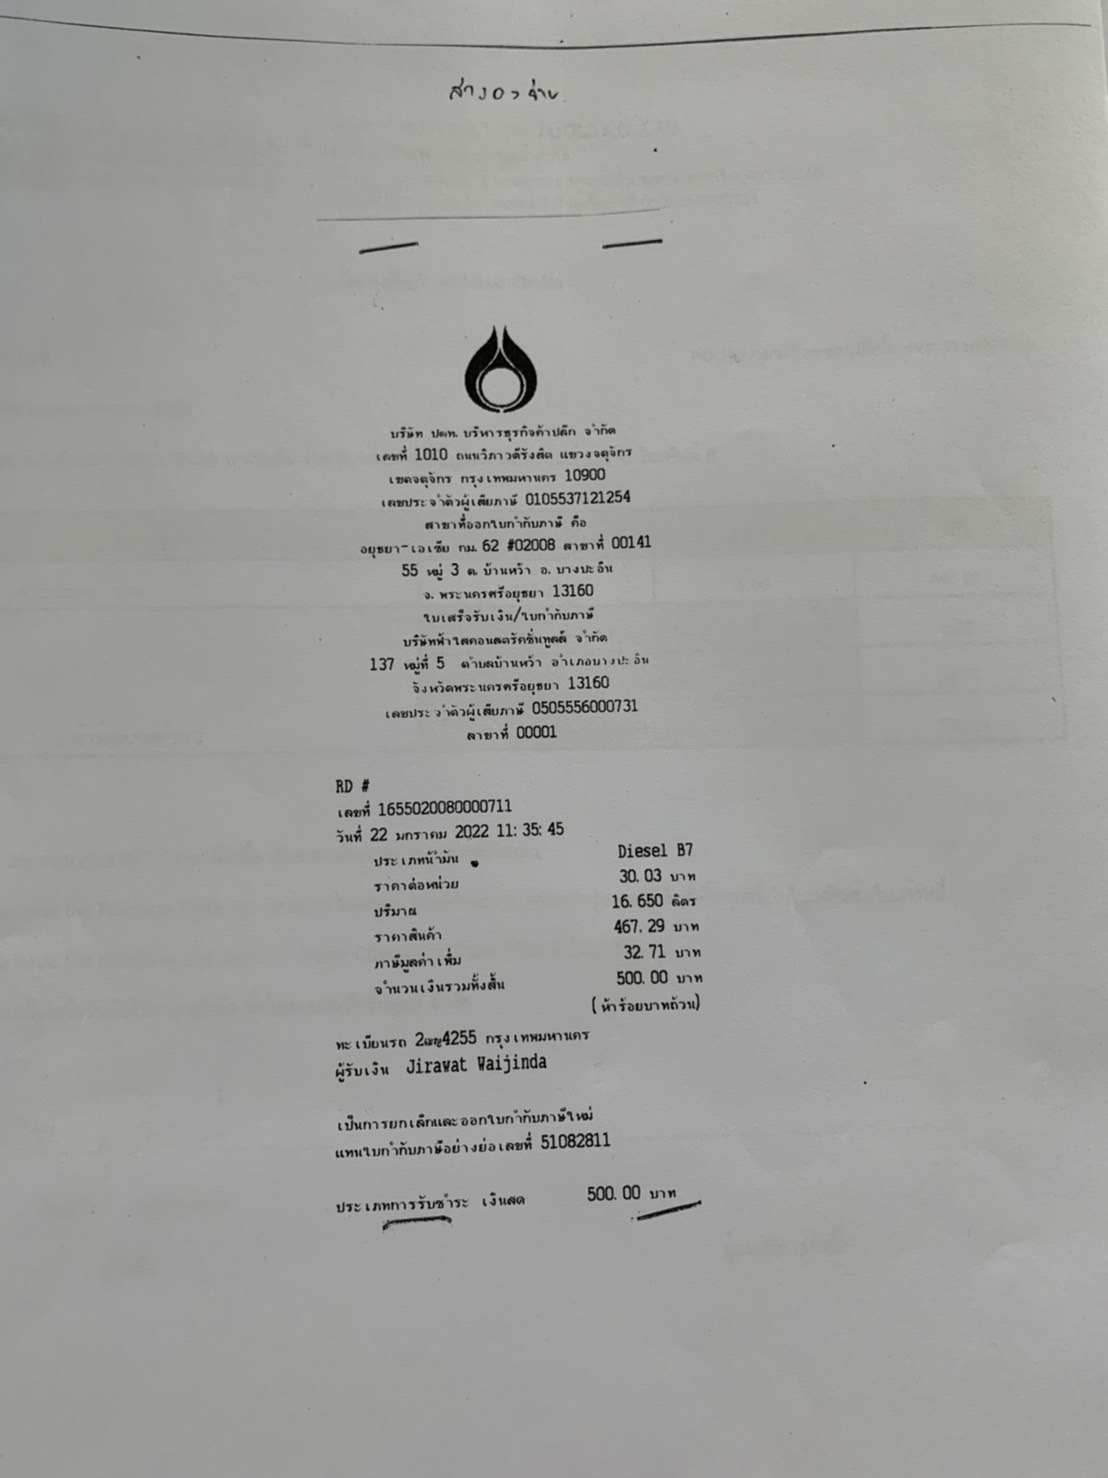 สำรองจ่าย
บริษัท ปตท. บริหารธุรกิจค้าปลีก จำกัด
เลขที่ 1010 ถนนวิภาวดีรังสิต แขวงจตุจักร
เขตจตุจักร กรุงเทพมหานคร 10900
เลขประจำตัวผู้เสียภาษี 0105537121254
สาขาที่ออกใบกำกับภาษี คือ
อยุธยา-เอเซีย กม. 62 #02008 สาขาที่ 00141
55 หมู่ 3 ต. บ้านหว้า อ. บางปะอิน
จ. พระนครศรีอยุธยา 13160
ใบเสร็จรับเงิน/ใบกำกับภาษี
บริษัทฟ้าใสคอนสตรัคชั่นทูลส์ จำกัด
137 หมู่ที่ 5 ตำบลบ้านหว้า อำเภอบางปะอิน
จังหวัดพระนครศรีอยุธยา 13160
เลขประจำตัวผู้เสียภาษี 0505556000731
สาขาที่ 00001
RD #
เลขที่ 1655020080000711
วันที่ 22 มกราคม 2022 11:35:45
ประเภทน้ำมัน Diesel B7
ราคาต่อหน่วย 30.03 บาท
ปริมาณ 16.650 ลิตร
ราคาสินค้า 467.29 บาท
ภาษีมูลค่าเพิ่ม 32.71 บาท
จำนวนเงินรวมทั้งสิ้น 500.00 บาท
(ห้าร้อยบาทถ้วน)
ทะเบียนรถ 2ฒฌ4255 กรุงเทพมหานคร
ผู้รับเงิน Jirawat Waijinda
เป็นการยกเลิกและออกใบกำกับภาษีใหม่
แทนใบกำกับภาษีอย่างย่อเลขที่ 51082811
ประเภทการรับชำระ เงินสด 500.00 บาท